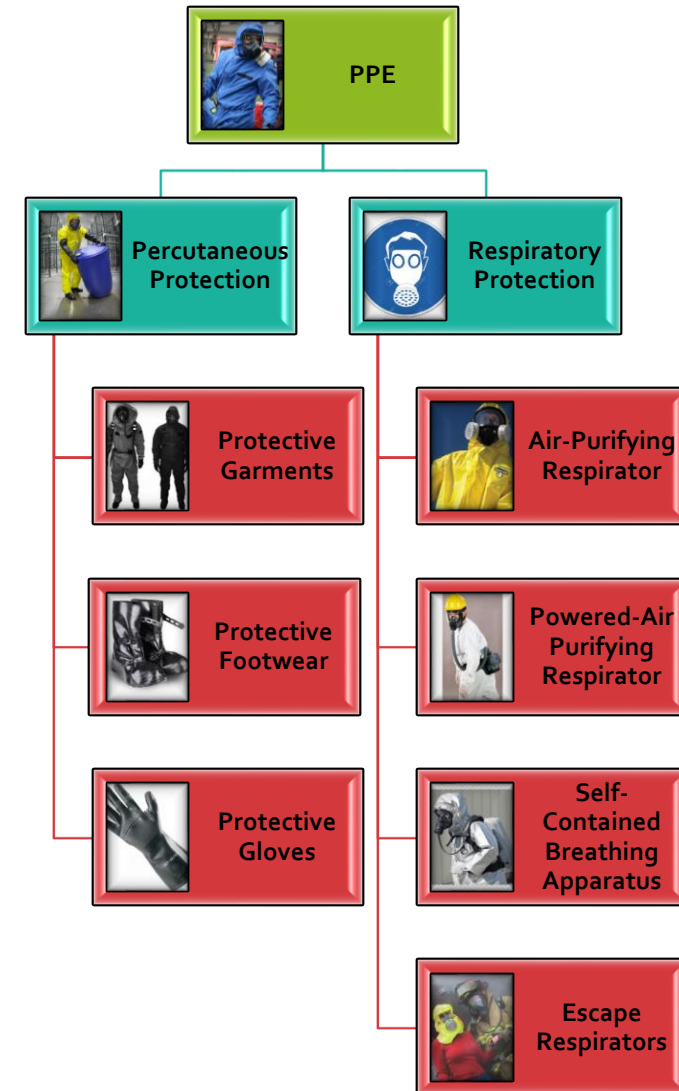 PPE
Percutaneous
Protection
Respiratory
Protection
Protective
Garments
Protective
Footwear
Protective
Gloves
Air-Purifying
Respirator
Powered-Air
Purifying
Respirator
Self-
Contained
Breathing
Apparatus
Escape
Respirators